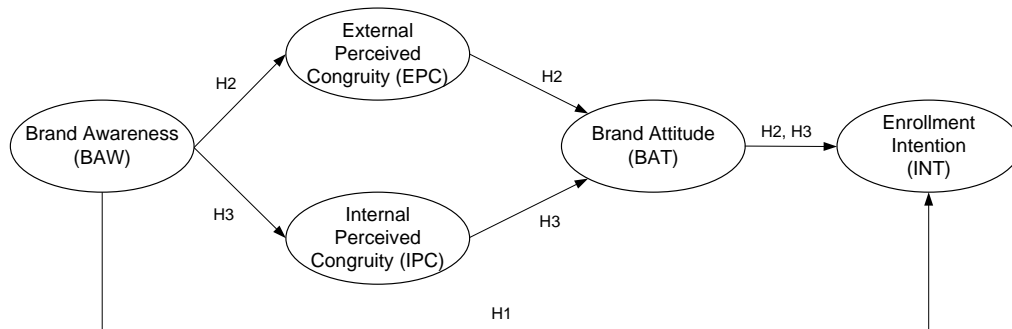 External
Perceived
Congruity (EPC)
H2
H2
Brand Awareness
(BAW)
Brand Attitude
(BAT)
H2, H3
Enrollment
Intention
(INT)
H3
Internal
Perceived
Congruity (IPC)
H3
H1